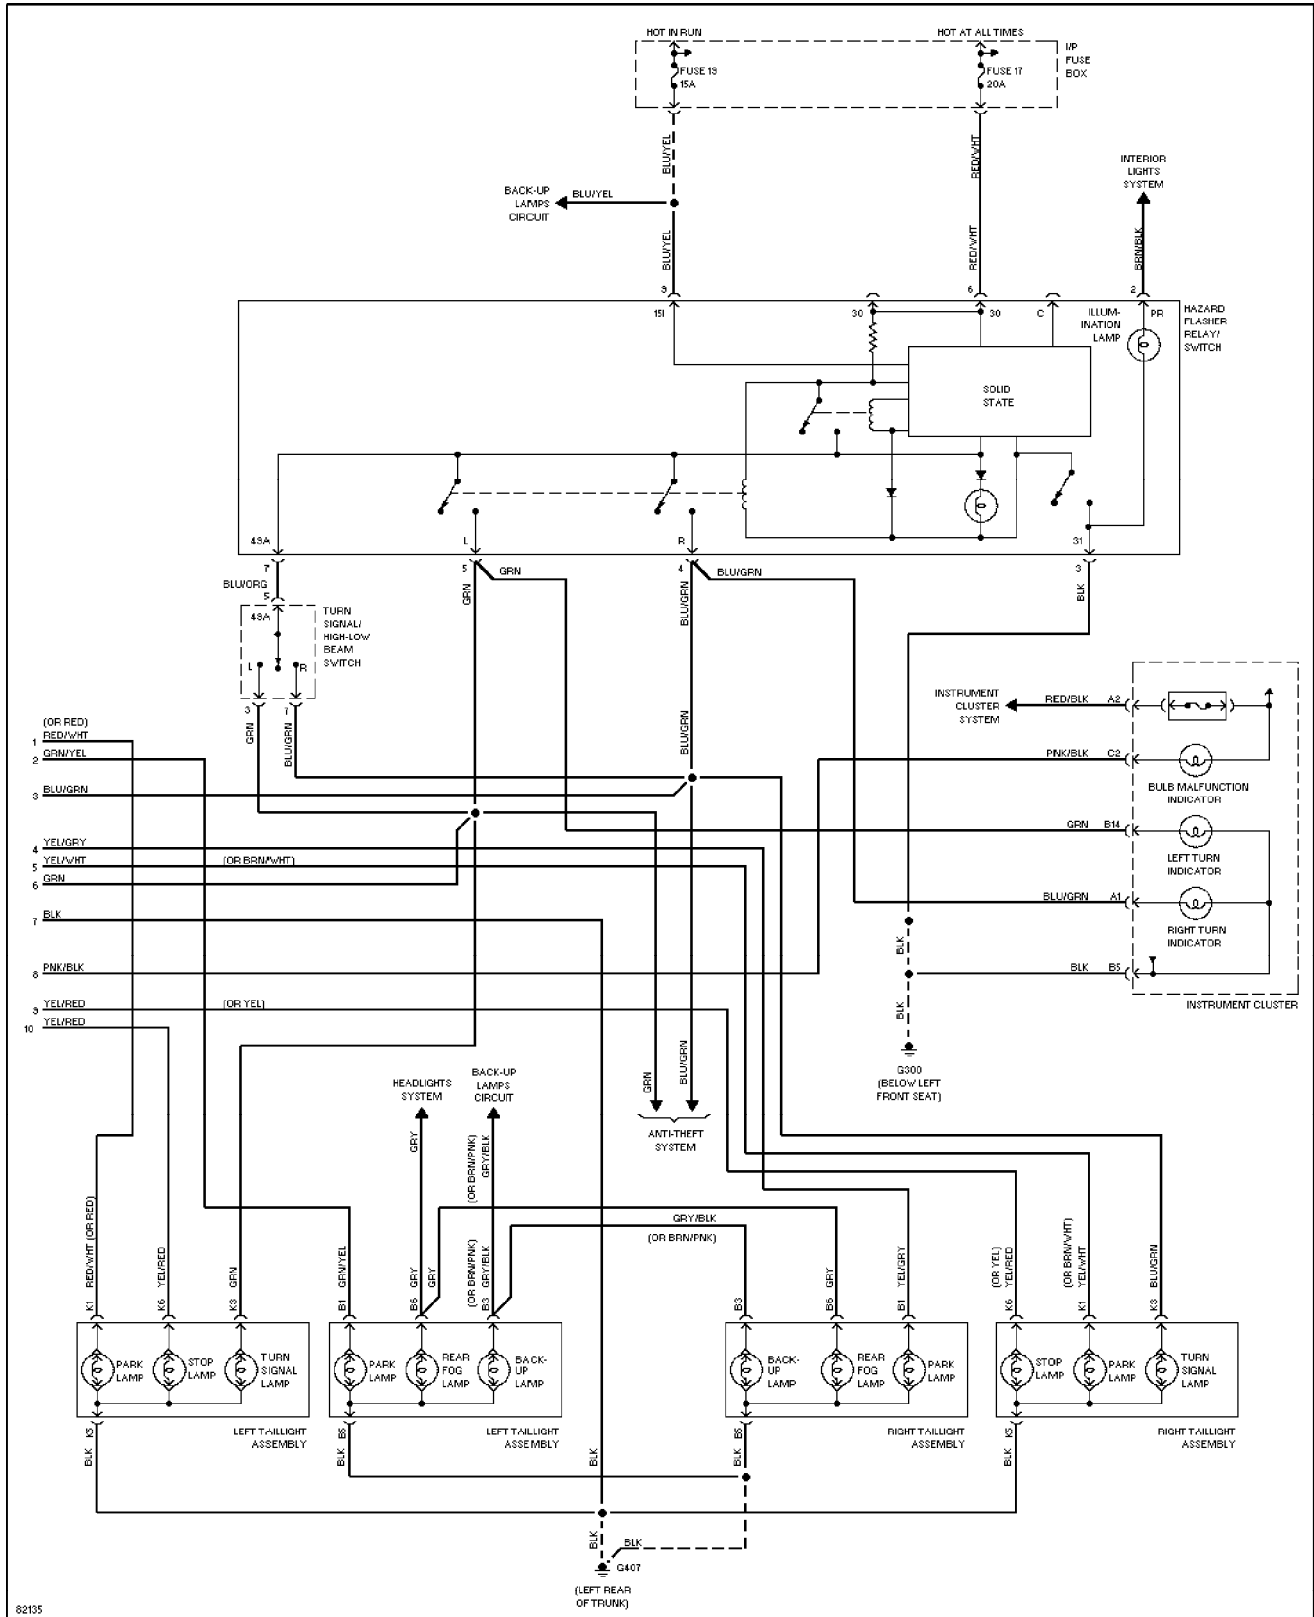 HOT IN RUN
HOT AT ALL TIMES
I/P
FUSE
BOX
FUSE 13
15A
FUSE 17
20A
BLU/YEL
RED/WHT
INTERIOR
LIGHTS
SYSTEM
BACK-UP
LAMPS
CIRCUIT
BLU/YEL
BLU/YEL
RED/WHT
BRN/BLK
9
6
2
15I
30
30
C
ILLUM-
INATION
LAMP
PR
HAZARD
FLASHER
RELAY/
SWITCH
SOLID
STATE
49A
L
R
31
7
5
4
3
GRN
BLU/GRN
BLU/ORG
GRN
BLU/GRN
BLK
5
49A
TURN
SIGNAL/
HIGH-LOW
BEAM
SWITCH
L
R
3
7
GRN
BLU/GRN
BLU/GRN
INSTRUMENT
CLUSTER
SYSTEM
RED/BLK
A2
PNK/BLK
C2
BULB MALFUNCTION
INDICATOR
GRN
B14
LEFT TURN
INDICATOR
BLU/GRN
A1
RIGHT TURN
INDICATOR
BLK
B5
INSTRUMENT CLUSTER
(OR RED)
1 RED/WHT
2 GRN/YEL
3 BLU/GRN
4 YEL/GRY
5 YEL/WHT (OR BRN/WHT)
6 GRN
7 BLK
8 PNK/BLK
9 YEL/RED (OR YEL)
10 YEL/RED
BLK
BLK
G300
(BELOW LEFT
FRONT SEAT)
HEADLIGHTS
SYSTEM
BACK-UP
LAMPS
CIRCUIT
GRN
BLU/GRN
ANTI-THEFT
SYSTEM
GRY
(OR BRN/PNK)
GRY/BLK
GRY/BLK
(OR BRN/PNK)
RED/WHT (OR RED)
YEL/RED
GRN
GRN/YEL
GRY
GRY
(OR BRN/PNK)
GRY/BLK
GRY
YEL/GRY
(OR YEL)
YEL/RED
(OR BRN/WHT)
YEL/WHT
BLU/GRN
K1
K6
K3
B1
B6
B3
B3
B6
B1
K6
K1
K3
PARK
LAMP
STOP
LAMP
TURN
SIGNAL
LAMP
PARK
LAMP
REAR
FOG
LAMP
BACK-
UP
LAMP
BACK-
UP
LAMP
REAR
FOG
LAMP
PARK
LAMP
STOP
LAMP
PARK
LAMP
TURN
SIGNAL
LAMP
K5
LEFT TAILLIGHT
ASSEMBLY
LEFT TAILLIGHT
ASSEMBLY
RIGHT TAILLIGHT
ASSEMBLY
K5
RIGHT TAILLIGHT
ASSEMBLY
BLK
BLK
BLK
BLK
BLK
BLK
BLK
G407
(LEFT REAR
OF TRUNK)
82135